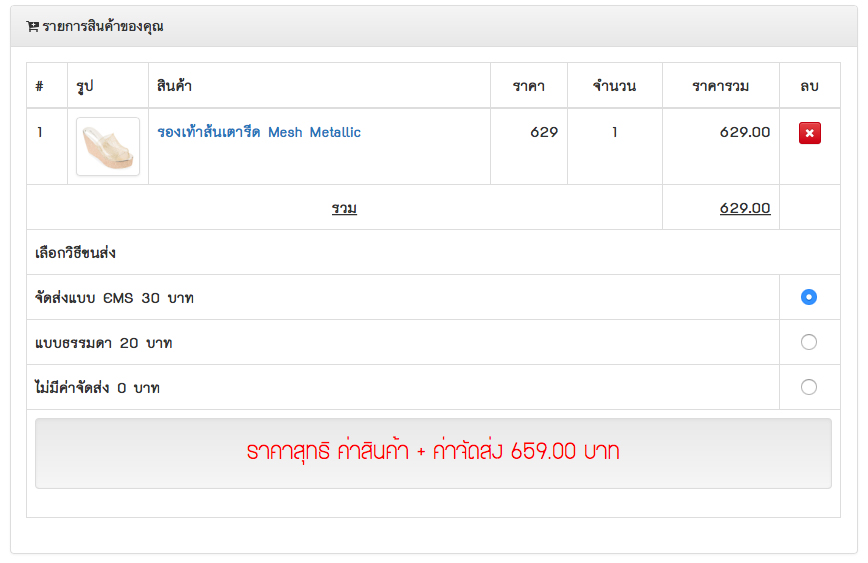 รายการสินค้าของคุณ
# รูป สินค้า ราคา จำนวน ราคารวม ลบ
1 รองเท้าส้นเตารีด Mesh Metallic 629 1 629.00
รวม 629.00
เลือกวิธีขนส่ง
จัดส่งแบบ EMS 30 บาท
แบบธรรมดา 20 บาท
ไม่มีค่าจัดส่ง 0 บาท
ราคาสุทธิ ค่าสินค้า + ค่าจัดส่ง 659.00 บาท